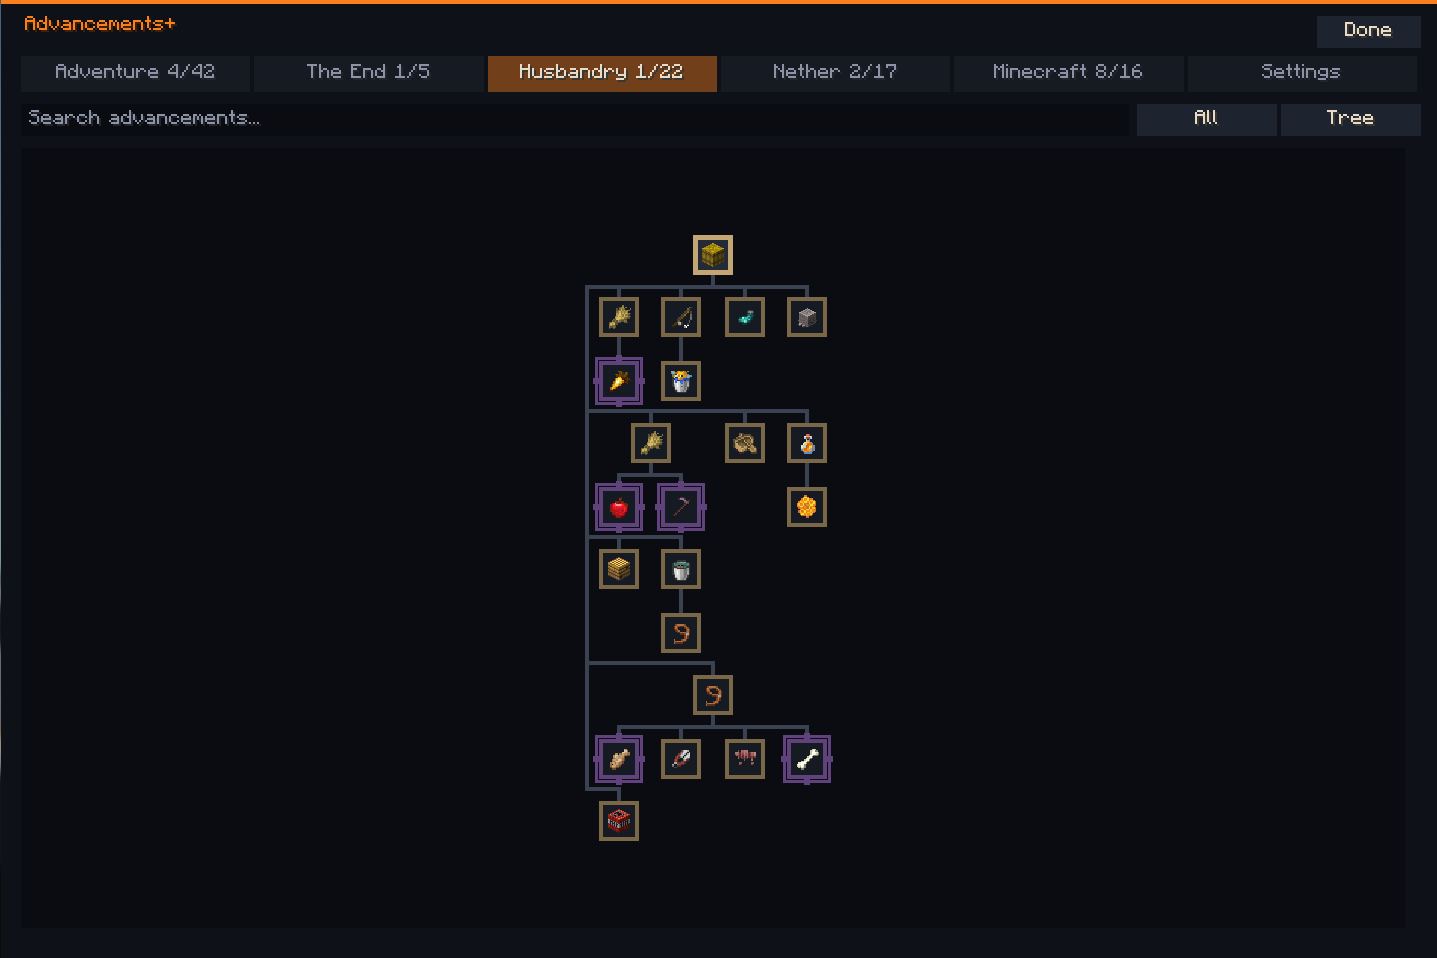 Advancements+
Done
Adventure 4/42
The End 1/5
Husbandry 1/22
Nether 2/17
Minecraft 8/16
Settings
Search advancements...
All
Tree